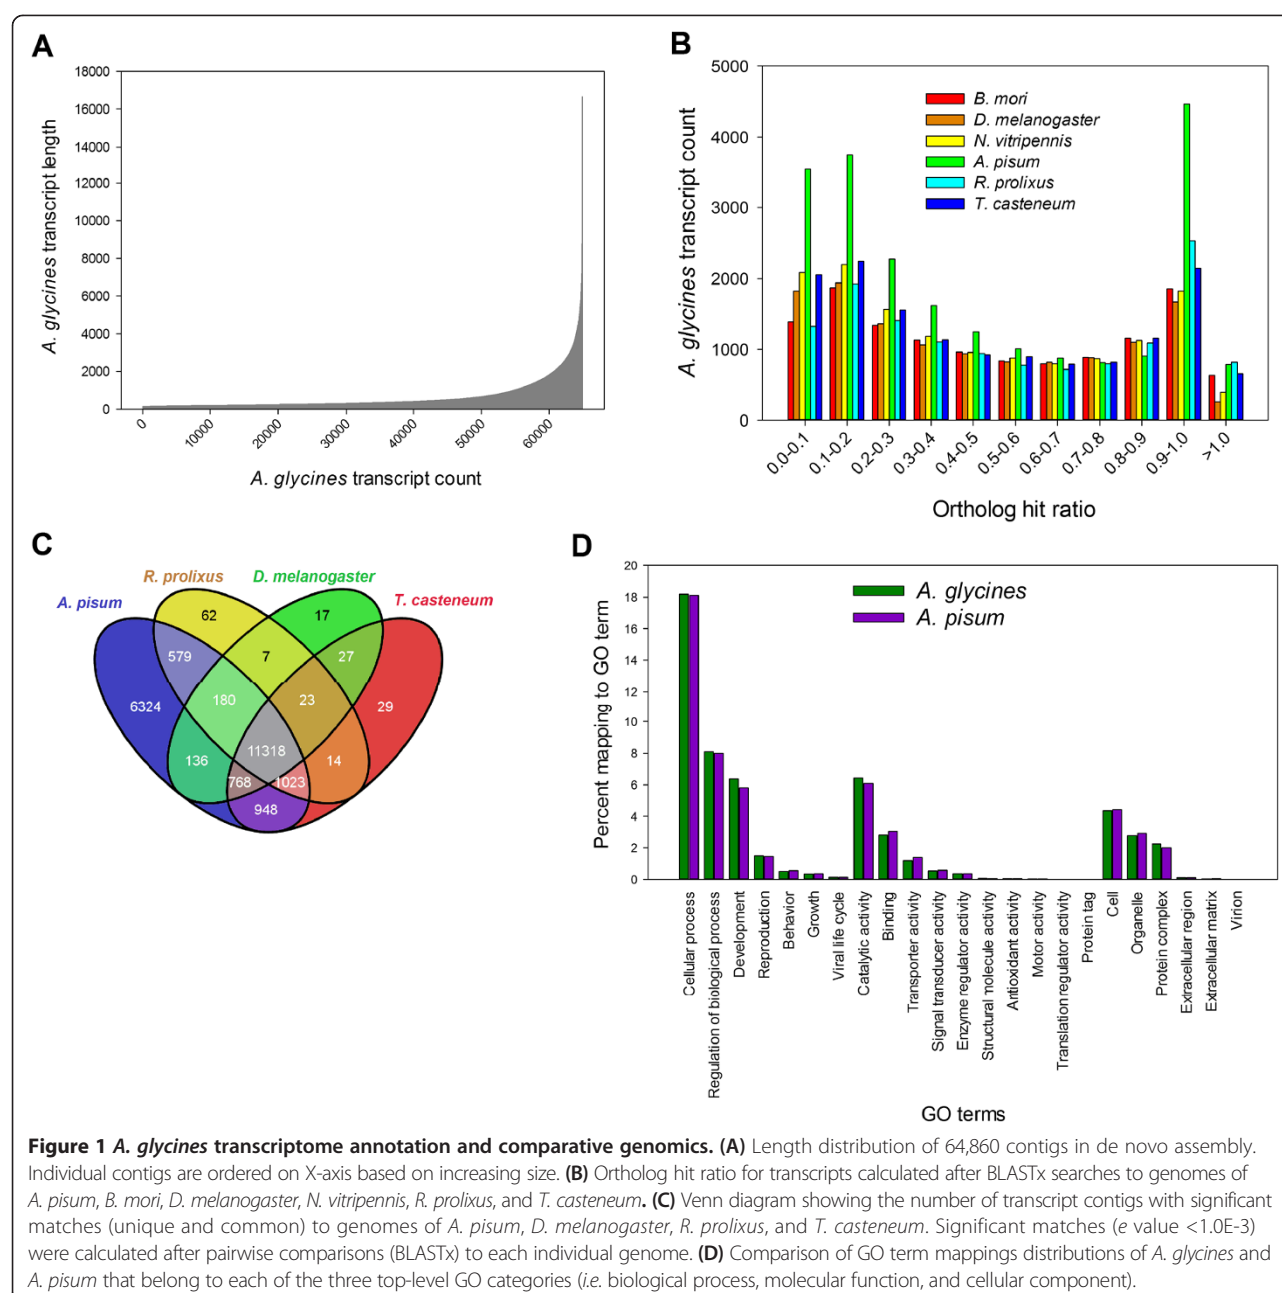 A
18000
16000
14000
12000
10000
8000
6000
4000
2000
0
A. glycines transcript length
0
10000
20000
30000
40000
50000
60000
A. glycines transcript count
B
5000
4000
3000
2000
1000
0
A. glycines transcript count
B. mori
D. melanogaster
N. vitripennis
A. pisum
R. prolixus
T. casteneum
0.0-0.1
0.1-0.2
0.2-0.3
0.3-0.4
0.4-0.5
0.5-0.6
0.6-0.7
0.7-0.8
0.8-0.9
0.9-1.0
>1.0
Ortholog hit ratio
C
R. prolixus
D. melanogaster
A. pisum
T. casteneum
62
17
579
7
27
6324
180
23
29
136
11318
14
768
1023
948
D
20
18
16
14
12
10
8
6
4
2
0
Percent mapping to GO term
A. glycines
A. pisum
Cellular process
Regulation of biological process
Development
Reproduction
Behavior
Growth
Viral life cycle
Catalytic activity
Binding
Transporter activity
Signal transducer activity
Enzyme regulator activity
Structural molecule activity
Antioxidant activity
Motor activity
Translation regulator activity
Protein tag
Cell
Organelle
Protein complex
Extracellular region
Extracellular matrix
Virion
GO terms
Figure 1 A. glycines transcriptome annotation and comparative genomics. (A) Length distribution of 64,860 contigs in de novo assembly.
Individual contigs are ordered on X-axis based on increasing size. (B) Ortholog hit ratio for transcripts calculated after BLASTx searches to genomes of
A. pisum, B. mori, D. melanogaster, N. vitripennis, R. prolixus, and T. casteneum. (C) Venn diagram showing the number of transcript contigs with significant
matches (unique and common) to genomes of A. pisum, D. melanogaster, R. prolixus, and T. casteneum. Significant matches (e value <1.0E-3)
were calculated after pairwise comparisons (BLASTx) to each individual genome. (D) Comparison of GO term mappings distributions of A. glycines and
A. pisum that belong to each of the three top-level GO categories (i.e. biological process, molecular function, and cellular component).